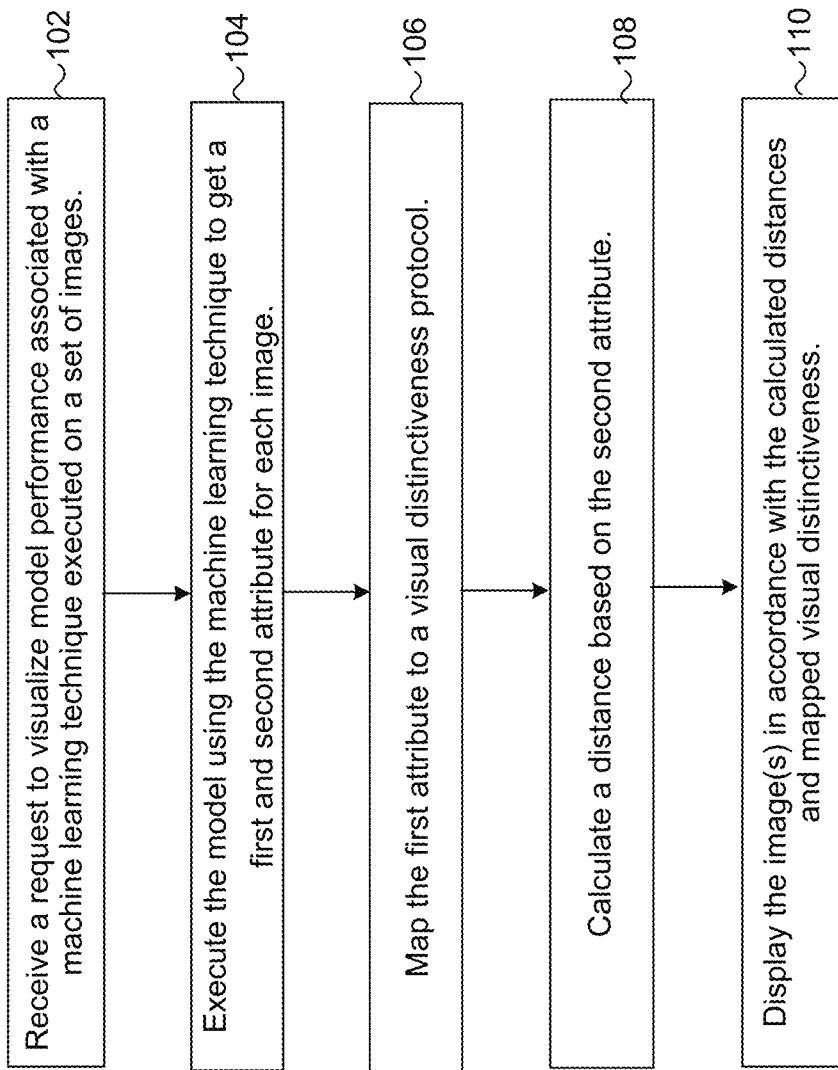 Receive a request to visualize model performance associated with a
machine learning technique executed on a set of images.
102
Execute the model using the machine learning technique to get a
first and second attribute for each image.
104
Map the first attribute to a visual distinctiveness protocol.
106
Calculate a distance based on the second attribute.
108
Display the image(s) in accordance with the calculated distances
and mapped visual distinctiveness.
110